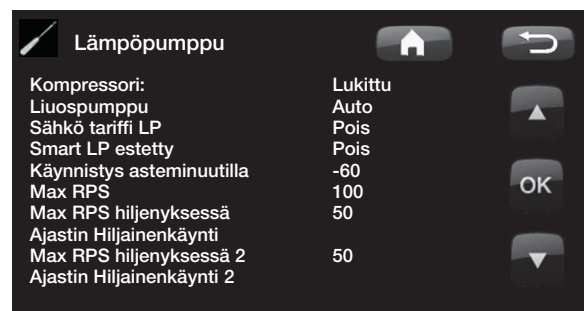 Lämpöpumppu
Kompressori: Lukittu
Liuospumppu Auto
Sähkö tariffi LP Pois
Smart LP estetty Pois
Käynnistys asteminuutilla -60
Max RPS 100
Max RPS hiljenyksessä 50
Ajastin Hiljainenkäynti
Max RPS hiljenyksessä 2 50
Ajastin Hiljainenkäynti 2
OK